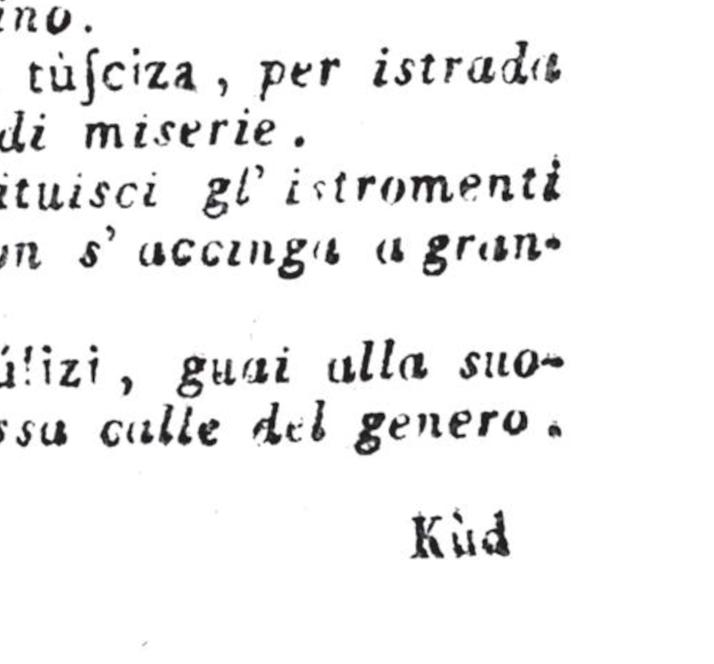 ino.
tùſciza, per istrada
di miserie.
ituisci gl' istromenti
s' accinga a gran-
guai alla suo-
ssa calle del genero.
Kùd